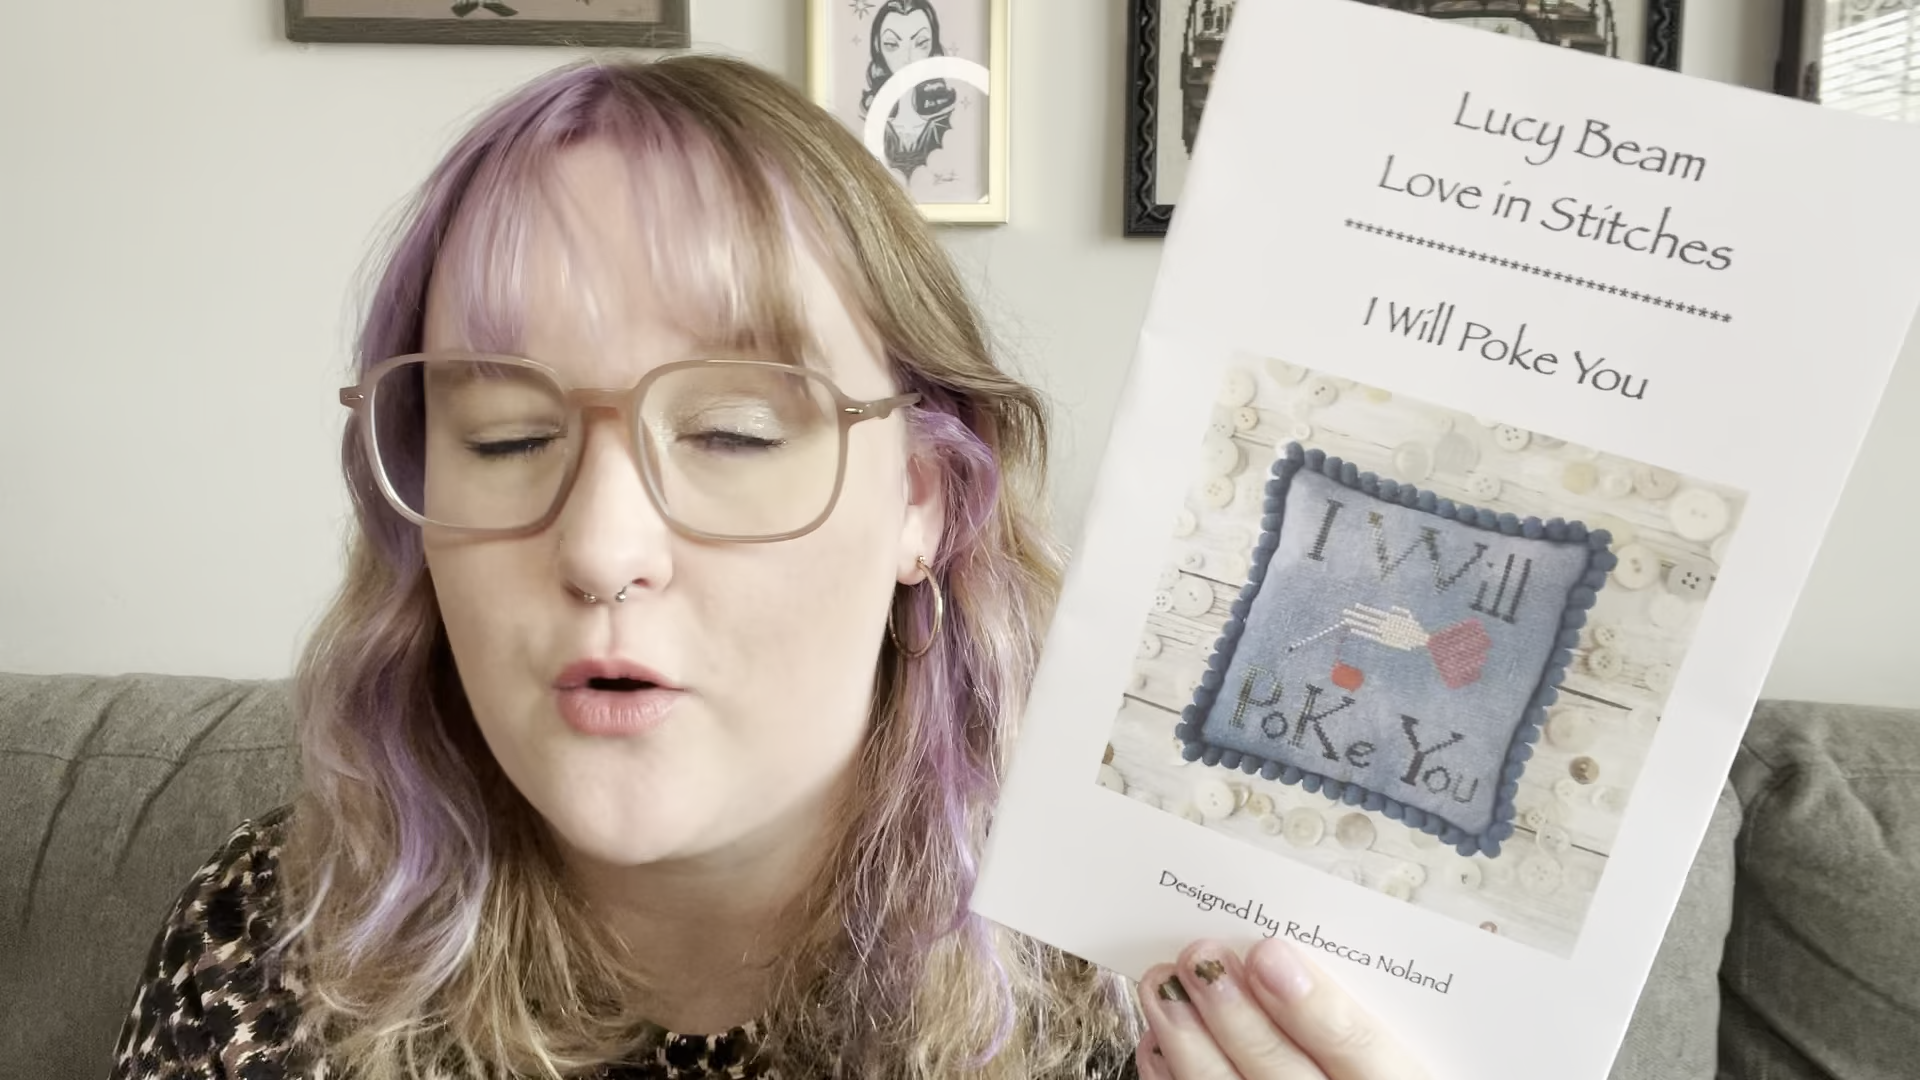 Lucy Beam
Love in Stitches
************************************
I Will Poke You
I Will
PoKe You
Designed by Rebecca Noland